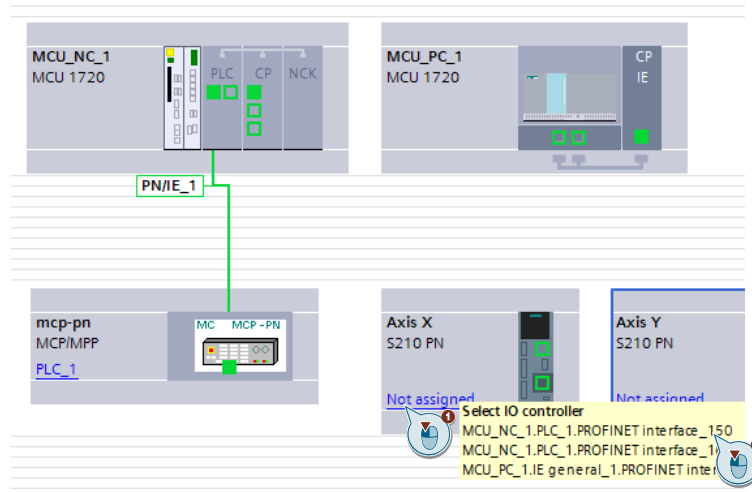 MCU_NC_1
MCU 1720
PLC
CP
NCK
MCU_PC_1
MCU 1720
CP
IE
PN/IE_1
mcp-pn
MCP/MPP
PLC_1
MC MCP-PN
Axis X
S210 PN
Not assigned
Axis Y
S210 PN
Not assigned
1
Select IO controller
MCU_NC_1.PLC_1.PROFINET interface_150
MCU_NC_1.PLC_1.PROFINET
MCU_PC_1.IE general_1.PROFINET